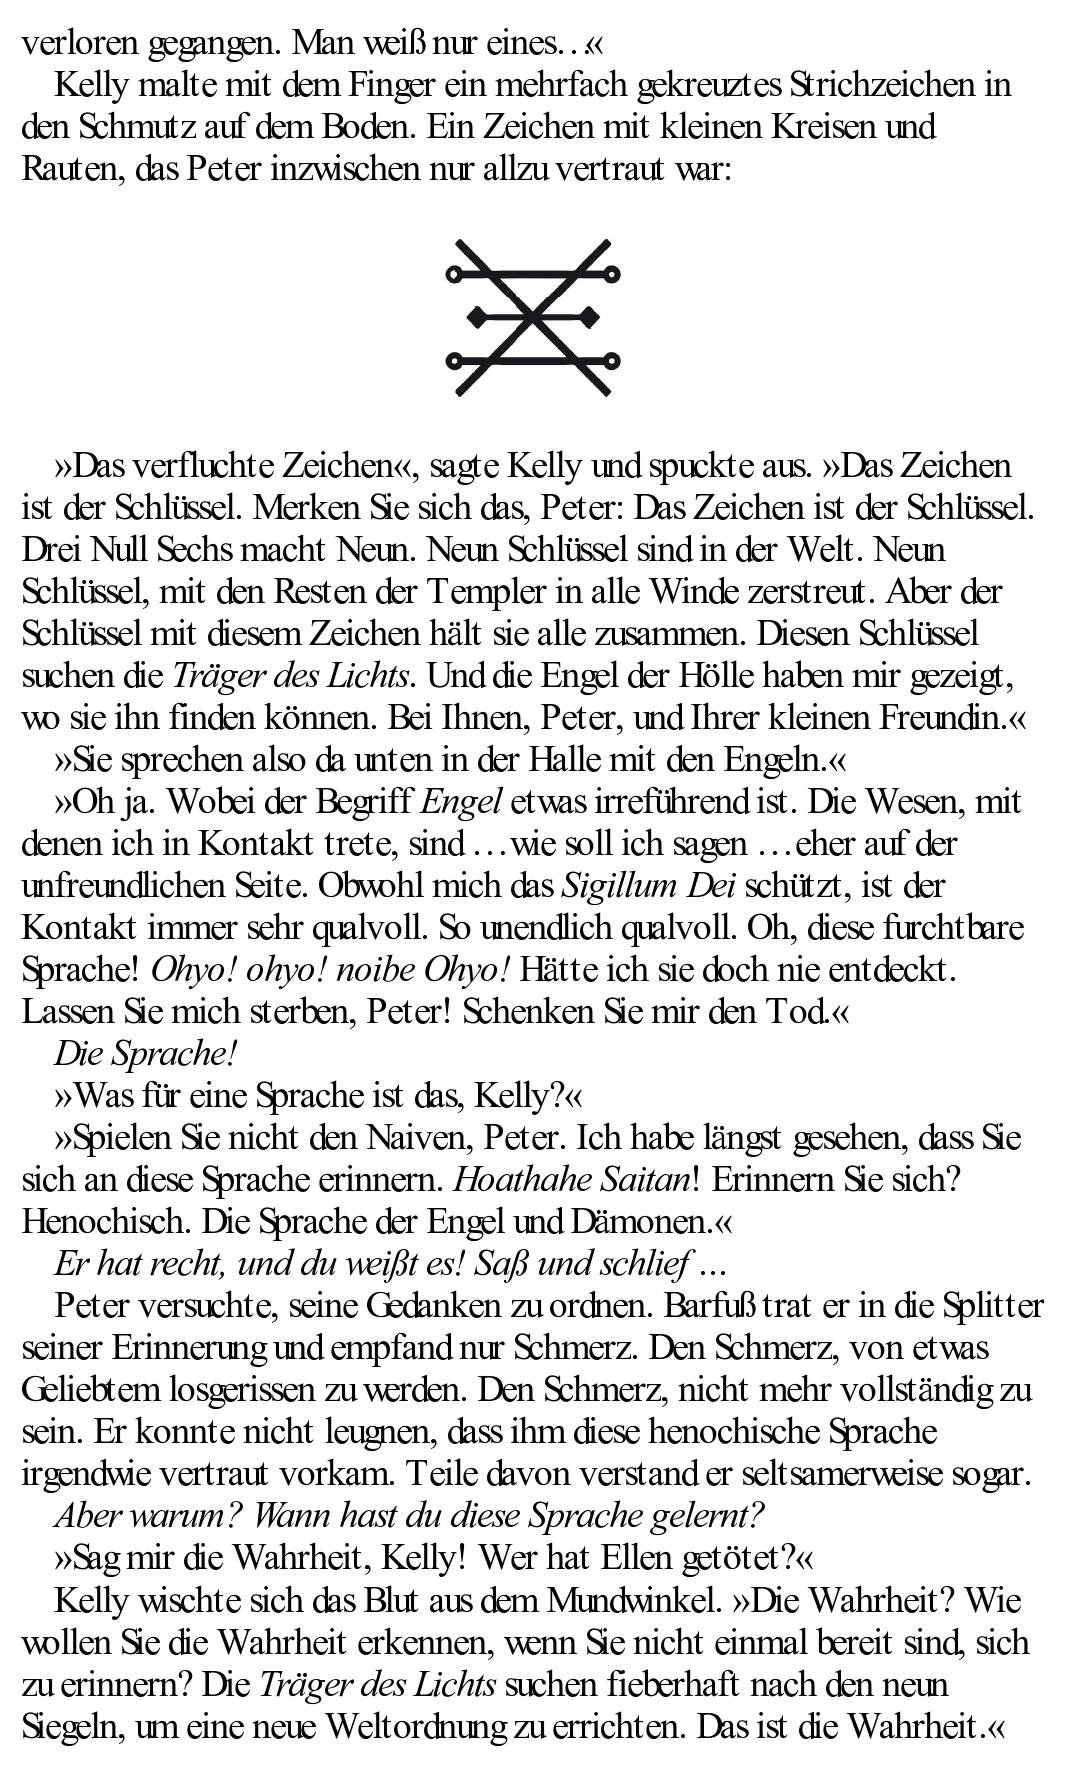 verloren gegangen. Man weiß nur eines…«
Kelly malte mit dem Finger ein mehrfach gekreuztes Strichzeichen in
den Schmutz auf dem Boden. Ein Zeichen mit kleinen Kreisen und
Rauten, das Peter inzwischen nur allzu vertraut war:
»Das verfluchte Zeichen«, sagte Kelly und spuckte aus. »Das Zeichen
ist der Schlüssel. Merken Sie sich das, Peter: Das Zeichen ist der Schlüssel.
Drei Null Sechs macht Neun. Neun Schlüssel sind in der Welt. Neun
Schlüssel, mit den Resten der Templer in alle Winde zerstreut. Aber der
Schlüssel mit diesem Zeichen hält sie alle zusammen. Diesen Schlüssel
suchen die Träger des Lichts. Und die Engel der Hölle haben mir gezeigt,
wo sie ihn finden können. Bei Ihnen, Peter, und Ihrer kleinen Freundin.«
»Sie sprechen also da unten in der Halle mit den Engeln.«
»Oh ja. Wobei der Begriff Engel etwas irreführend ist. Die Wesen, mit
denen ich in Kontakt trete, sind … wie soll ich sagen … eher auf der
unfreundlichen Seite. Obwohl mich das Sigillum Dei schützt, ist der
Kontakt immer sehr qualvoll. So unendlich qualvoll. Oh, diese furchtbare
Sprache! Ohyo! ohyo! noibe Ohyo! Hätte ich sie doch nie entdeckt.
Lassen Sie mich sterben, Peter! Schenken Sie mir den Tod.«
Die Sprache!
»Was für eine Sprache ist das, Kelly?«
»Spielen Sie nicht den Naiven, Peter. Ich habe längst gesehen, dass Sie
sich an diese Sprache erinnern. Hoathahe Saitan! Erinnern Sie sich?
Henochisch. Die Sprache der Engel und Dämonen.«
Er hat recht, und du weißt es! Saß und schlief …
Peter versuchte, seine Gedanken zu ordnen. Barfuß trat er in die Splitter
seiner Erinnerung und empfand nur Schmerz. Den Schmerz, von etwas
Geliebtem losgerissen zu werden. Den Schmerz, nicht mehr vollständig zu
sein. Er konnte nicht leugnen, dass ihm diese henochische Sprache
irgendwie vertraut vorkam. Teile davon verstand er seltsamerweise sogar.
Aber warum? Wann hast du diese Sprache gelernt?
»Sag mir die Wahrheit, Kelly! Wer hat Ellen getötet?«
Kelly wischte sich das Blut aus dem Mundwinkel. »Die Wahrheit? Wie
wollen Sie die Wahrheit erkennen, wenn Sie nicht einmal bereit sind, sich
zu erinnern? Die Träger des Lichts suchen fieberhaft nach den neun
Siegeln, um eine neue Weltordnung zu errichten. Das ist die Wahrheit.«